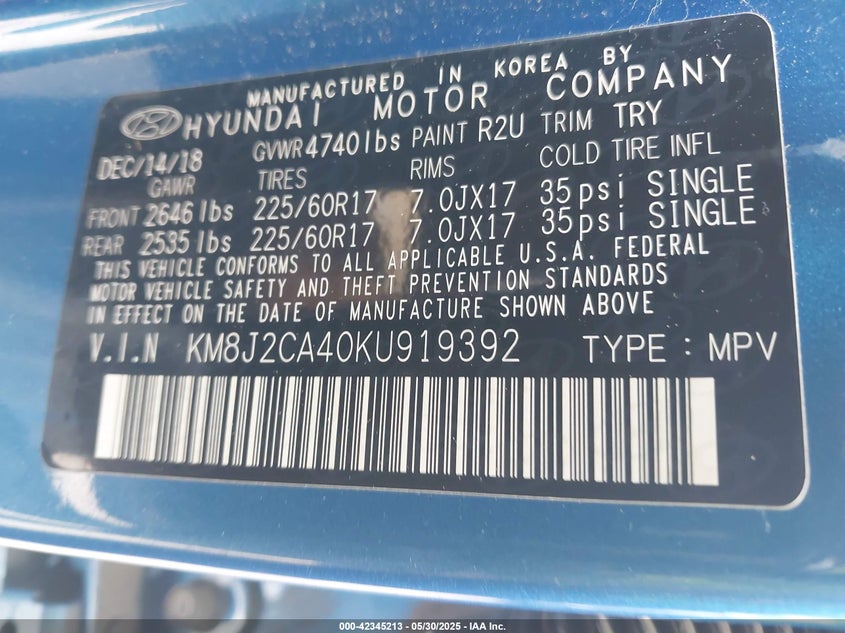 MANUFACTURED IN KOREA BY
HYUNDAI MOTOR COMPANY
DEC/14/18 GVWR 4740lbs PAINT R2U TRIM TRY
GAWR TIRES RIMS COLD TIRE INFL
FRONT 2646 lbs 225/60R17 7.0JX17 35psi SINGLE
REAR 2535 lbs 225/60R17 7.0JX17 35psi SINGLE
THIS VEHICLE CONFORMS TO ALL APPLICABLE U.S.A. FEDERAL
MOTOR VEHICLE SAFETY AND THEFT PREVENTION STANDARDS
IN EFFECT ON THE DATE OF MANUFACTURE SHOWN ABOVE
V.I.N KM8J2CA40KU919392 TYPE : MPV
000-42345213 - 05/30/2025 - IAA Inc.